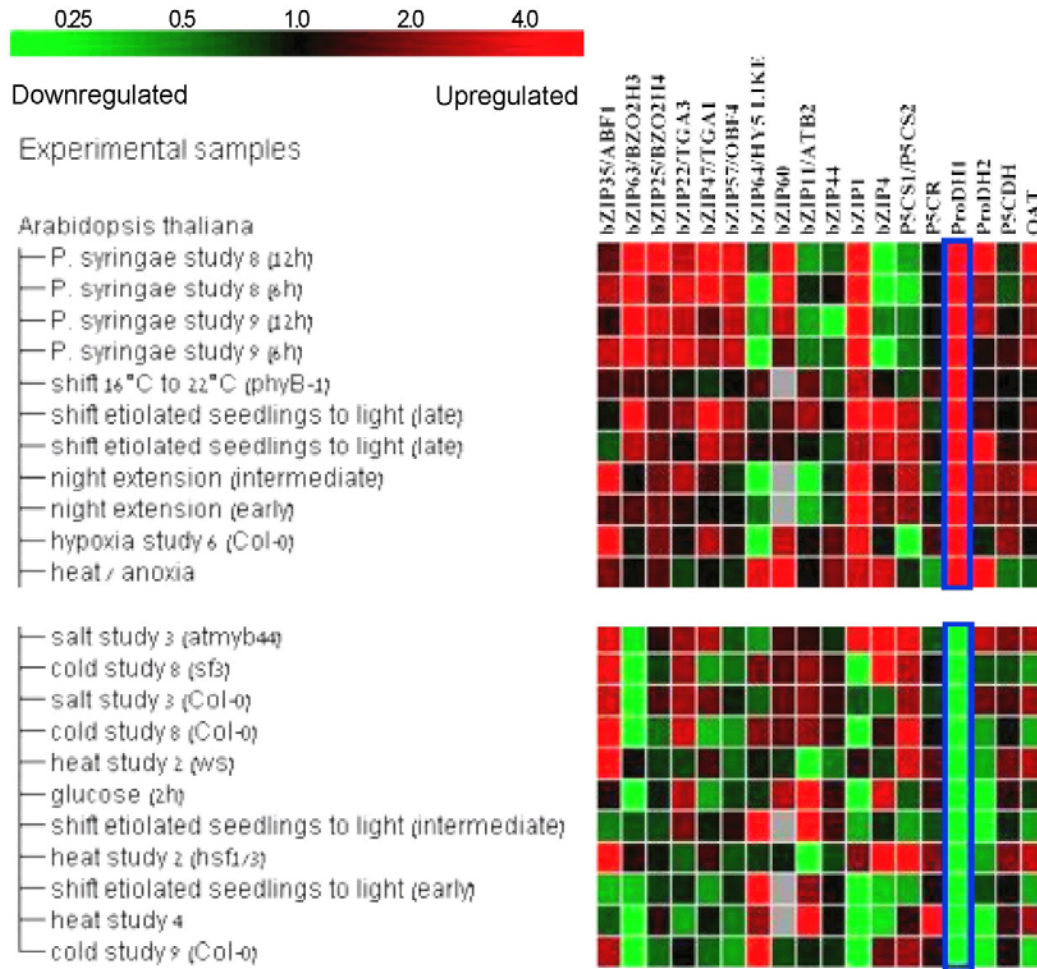 0.25 0.5 1.0 2.0 4.0
Downregulated Upregulated
Experimental samples
bZIP35/ABF1
bZIP63/BZO2H3
bZIP25/BZO2H4
bZIP22/TGA3
bZIP47/TGA1
bZIP57/OBF4
bZIP64/HY5 LIKE
bZIP60
bZIP11/ATB2
bZIP44
bZIP1
bZIP4
P5CS1/P5CS2
P5CR
ProDH1
ProDH2
P5CDH
OAT
Arabidopsis thaliana
P. syringae study 8 (12h)
P. syringae study 8 (6h)
P. syringae study 9 (12h)
P. syringae study 9 (6h)
shift 16°C to 22°C (phyB-1)
shift etiolated seedlings to light (late)
shift etiolated seedlings to light (late)
night extension (intermediate)
night extension (early)
hypoxia study 6 (Col-0)
heat / anoxia
salt study 3 (atmyb44)
cold study 8 (sf3)
salt study 3 (Col-0)
cold study 8 (Col-0)
heat study 2 (ws)
glucose (2h)
shift etiolated seedlings to light (intermediate)
heat study 2 (hsf1/3)
shift etiolated seedlings to light (early)
heat study 4
cold study 9 (Col-0)